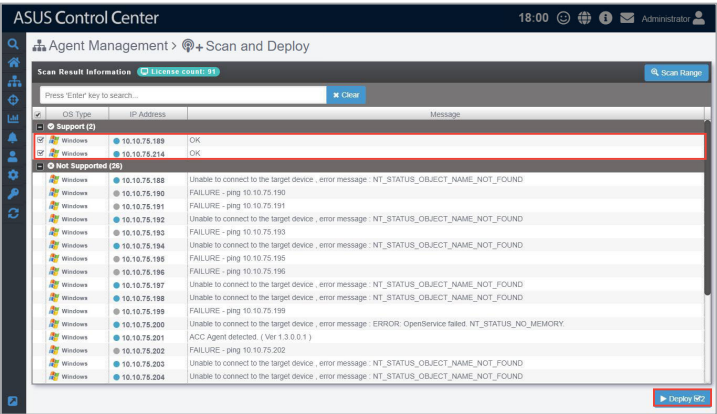 ASUS Control Center
18:00
Administrator
Agent Management > Scan and Deploy
Scan Result Information License count: 91
Scan Range
Press 'Enter' key to search...
Clear
OS Type IP Address Message
Support (2)
Windows 10.10.75.189 OK
Windows 10.10.75.214 OK
Not Supported (26)
Windows 10.10.75.188 Unable to connect to the target device , error message : NT_STATUS_OBJECT_NAME_NOT_FOUND
Windows 10.10.75.190 FAILURE - ping 10.10.75.190
Windows 10.10.75.191 FAILURE - ping 10.10.75.191
Windows 10.10.75.192 Unable to connect to the target device , error message : NT_STATUS_OBJECT_NAME_NOT_FOUND
Windows 10.10.75.193 FAILURE - ping 10.10.75.193
Windows 10.10.75.194 Unable to connect to the target device , error message : NT_STATUS_OBJECT_NAME_NOT_FOUND
Windows 10.10.75.195 FAILURE - ping 10.10.75.195
Windows 10.10.75.196 FAILURE - ping 10.10.75.196
Windows 10.10.75.197 Unable to connect to the target device , error message : NT_STATUS_OBJECT_NAME_NOT_FOUND
Windows 10.10.75.198 Unable to connect to the target device , error message : NT_STATUS_OBJECT_NAME_NOT_FOUND
Windows 10.10.75.199 FAILURE - ping 10.10.75.199
Windows 10.10.75.200 Unable to connect to the target device , error message : ERROR: OpenService failed. NT_STATUS_NO_MEMORY.
Windows 10.10.75.201 ACC Agent detected. ( Ver 1.3.0.0.1 )
Windows 10.10.75.202 FAILURE - ping 10.10.75.202
Windows 10.10.75.203 Unable to connect to the target device , error message : NT_STATUS_OBJECT_NAME_NOT_FOUND
Windows 10.10.75.204 Unable to connect to the target device , error message : NT_STATUS_OBJECT_NAME_NOT_FOUND
Deploy 2